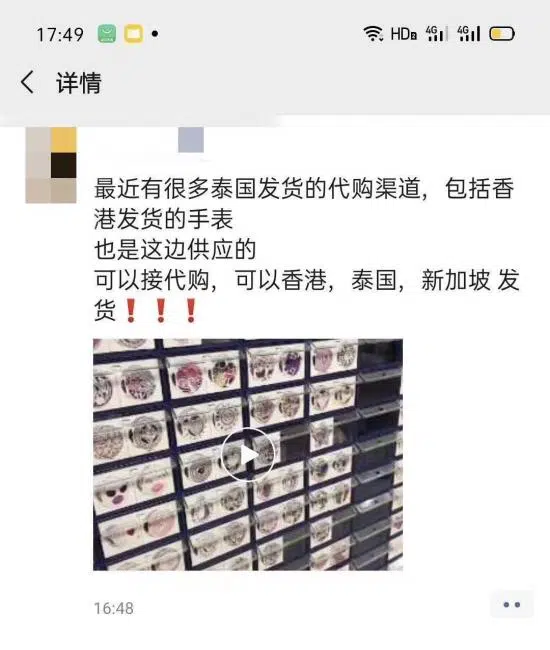 17:49
HD 4G 4G
详情
最近有很多泰国发货的代购渠道，包括香
港发货的手表
也是这边供应的
可以接代购，可以香港，泰国，新加坡 发
货❗❗❗
16:48